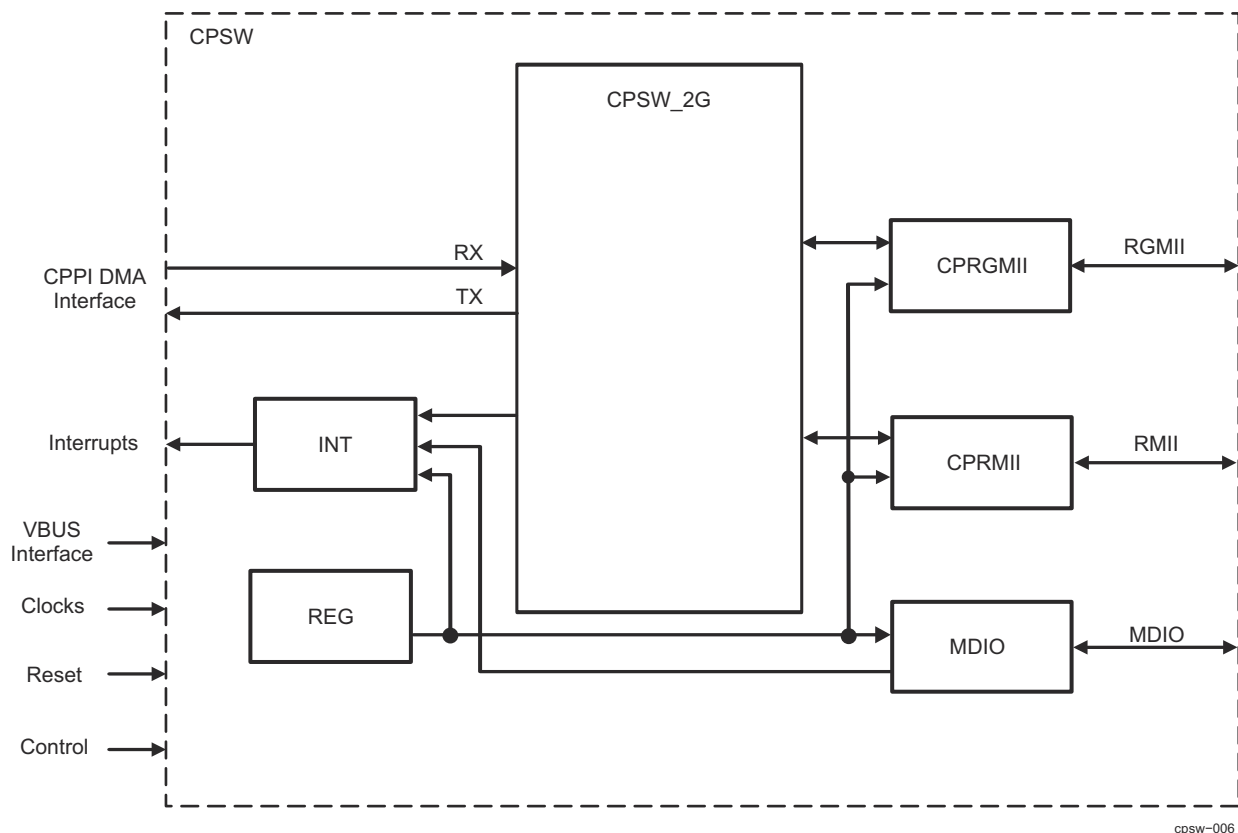 CPSW
CPSW_2G
RX
TX
CPPI DMA
Interface
CPRGMII
RGMII
INT
Interrupts
CPRMII
RMII
VBUS
Interface
Clocks
REG
MDIO
MDIO
Reset
Control
cpsw−006